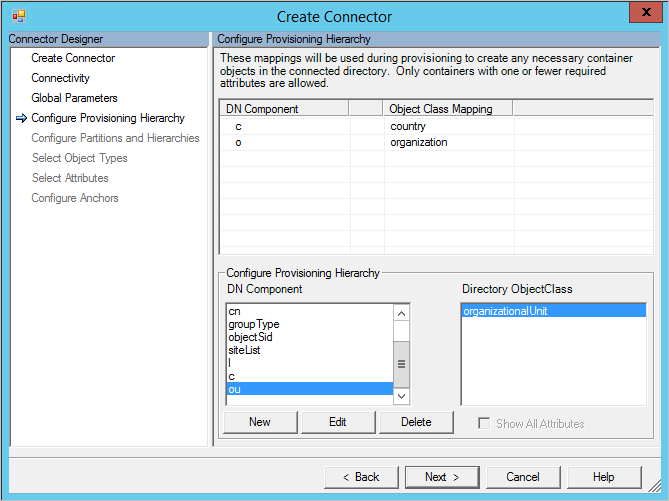 Create Connector
x
Connector Designer
Create Connector
Connectivity
Global Parameters
Configure Provisioning Hierarchy
Configure Partitions and Hierarchies
Select Object Types
Select Attributes
Configure Anchors
Configure Provisioning Hierarchy
These mappings will be used during provisioning to create any necessary container
objects in the connected directory. Only containers with one or fewer required
attributes are allowed.
DN Component Object Class Mapping
c country
o organization
Configure Provisioning Hierarchy
DN Component
cn
groupType
objectSid
siteList
l
c
ou
New Edit Delete
Directory ObjectClass
organizationalUnit
Show All Attributes
< Back Next > Cancel Help